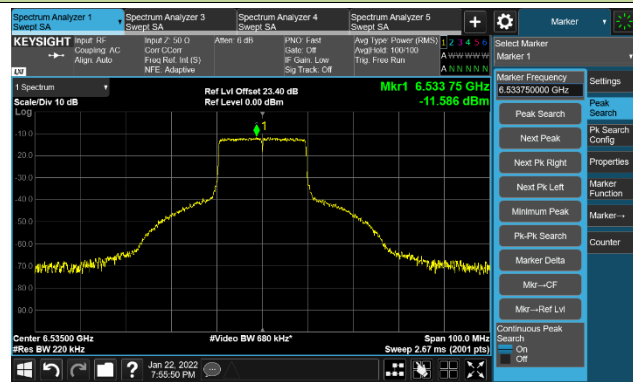 Spectrum Analyzer 1
Swept SA
Spectrum Analyzer 3
Swept SA
Spectrum Analyzer 4
Swept SA
Spectrum Analyzer 5
Swept SA
Marker
KEYSIGHT
Input: RF
Coupling: AC
Align: Auto
Input Z: 50 Ω
Corr CCorr
Freq Ref: Int (S)
NFE: Adaptive
Atten: 6 dB
PNO: Fast
Gate: Off
IF Gain: Low
Sig Track: Off
Avg Type: Power (RMS)
Avg|Hold: 100/100
Trig: Free Run
1 2 3 4 5 6
A W W W W W
A N N N N N
LXI
1 Spectrum
Scale/Div 10 dB
Log
Ref Lvl Offset 23.40 dB
Ref Level 0.00 dBm
Mkr1 6.533 75 GHz
-11.586 dBm
1
-10.0
-20.0
-30.0
-40.0
-50.0
-60.0
-70.0
-80.0
-90.0
Center 6.53500 GHz
#Res BW 220 kHz
#Video BW 680 kHz*
Span 100.0 MHz
Sweep 2.67 ms (2001 pts)
Jan 22, 2022
7:55:50 PM
Select Marker
Marker 1
Marker Frequency
6.533750000 GHz
Peak Search
Next Peak
Next Pk Right
Next Pk Left
Minimum Peak
Pk-Pk Search
Marker Delta
Mkr→CF
Mkr→Ref Lvl
Continuous Peak
Search
On
Off
Settings
Peak
Search
Pk Search
Config
Properties
Marker
Function
Marker→
Counter